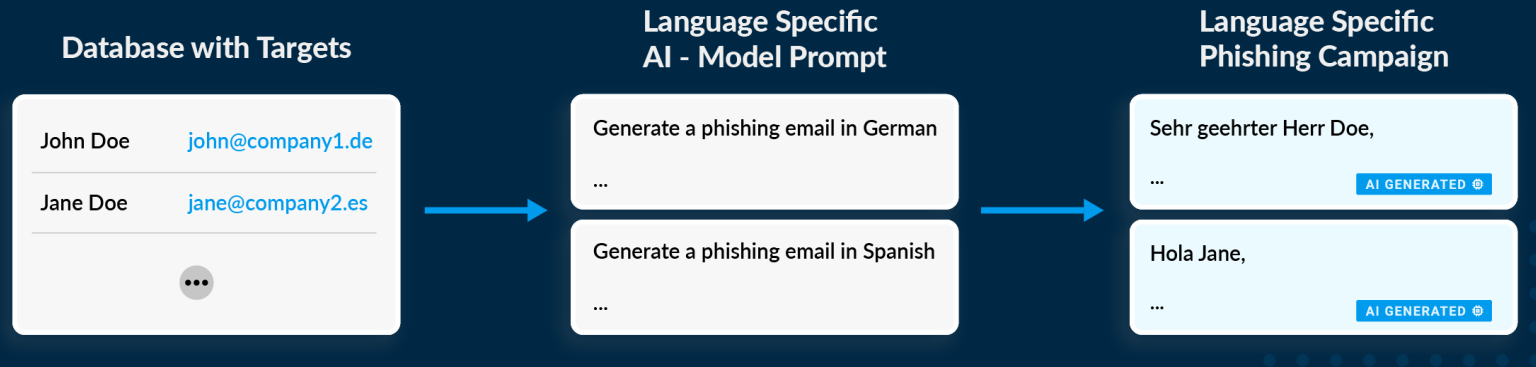 Database with Targets
John Doe john@company1.de
Jane Doe jane@company2.es
•••
Language Specific
AI - Model Prompt
Generate a phishing email in German
...
Generate a phishing email in Spanish
...
Language Specific
Phishing Campaign
Sehr geehrter Herr Doe,
...
AI GENERATED
Hola Jane,
...
AI GENERATED